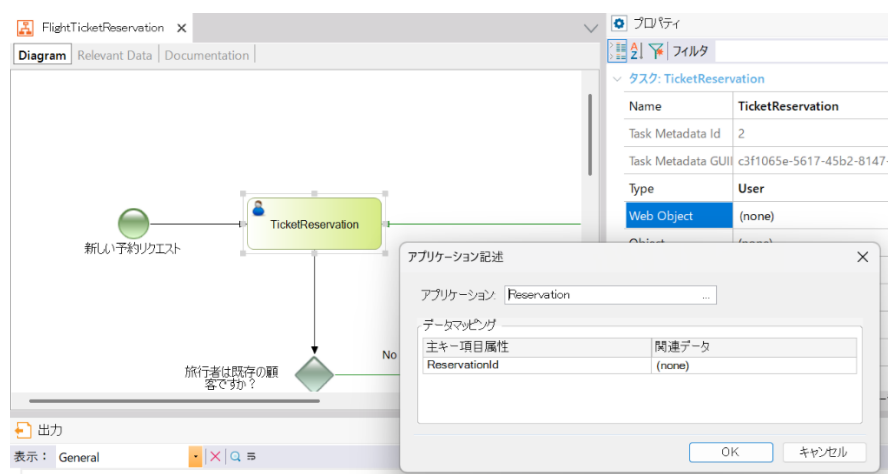 FlightTicketReservation
Diagram Relevant Data Documentation
新しい予約リクエスト
TicketReservation
旅行者は既存の顧
客ですか？
No
プロパティ
フィルタ
タスク: TicketReservation
Name TicketReservation
Task Metadata Id 2
Task Metadata GUI c3f1065e-5617-45b2-8147-
Type User
Web Object (none)
Object (none)
アプリケーション記述
アプリケーション: Reservation ...
データマッピング
主キー項目属性 関連データ
ReservationId (none)
OK キャンセル
出力
表示： General